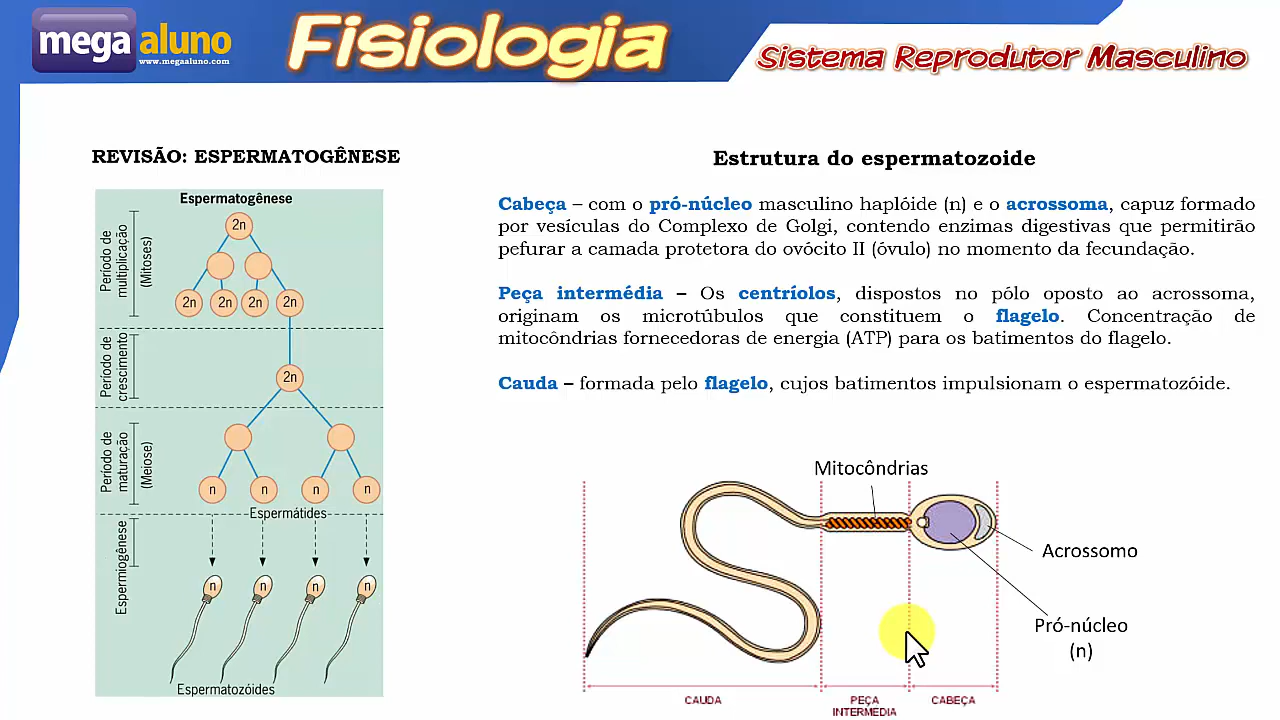 mega aluno
www.megaaluno.com
Fisiologia
Sistema Reprodutor Masculino
REVISÃO: ESPERMATOGÊNESE
Espermatogênese
Período de
multiplicação
(Mitoses)
2n
2n 2n 2n 2n
Período de
crescimento
2n
Período de
maturação
(Meiose)
n n n n
Espermátides
Espermiogênese
n n n n
Espermatozóides
Estrutura do espermatozoide
Cabeça – com o pró-núcleo masculino haplóide (n) e o acrossoma, capuz formado
por vesículas do Complexo de Golgi, contendo enzimas digestivas que permitirão
pefurar a camada protetora do ovócito II (óvulo) no momento da fecundação.
Peça intermédia – Os centríolos, dispostos no pólo oposto ao acrossoma,
originam os microtúbulos que constituem o flagelo. Concentração de
mitocôndrias fornecedoras de energia (ATP) para os batimentos do flagelo.
Cauda – formada pelo flagelo, cujos batimentos impulsionam o espermatozóide.
Mitocôndrias
Acrossomo
Pró-núcleo
(n)
CAUDA
PEÇA
INTERMEDIA
CABEÇA